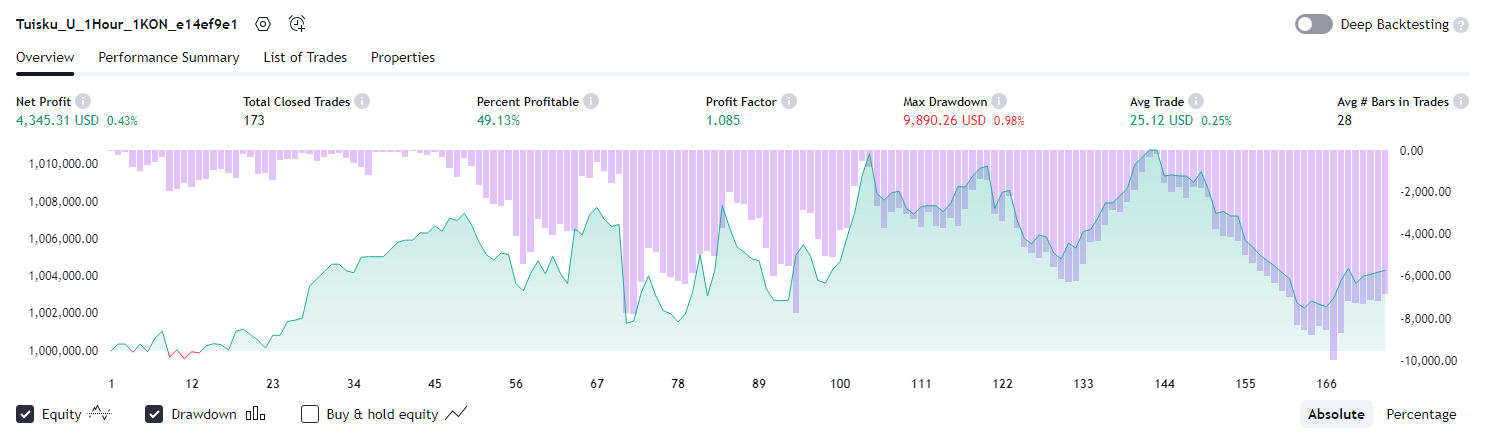 Tuisku_U_1Hour_1KON_e14ef9e1 Deep Backtesting ?
Overview Performance Summary List of Trades Properties
Net Profit i Total Closed Trades i Percent Profitable i Profit Factor i Max Drawdown i Avg Trade i Avg # Bars in Trades i
4,345.31 USD 0.43% 173 49.13% 1.085 9,890.26 USD 0.98% 25.12 USD 0.25% 28
1,010,000.00 0.00
1,008,000.00 -2,000.00
1,006,000.00 -4,000.00
1,004,000.00 -6,000.00
1,002,000.00 -8,000.00
1,000,000.00 -10,000.00
1 12 23 34 45 56 67 78 89 100 111 122 133 144 155 166
Equity Drawdown Buy & hold equity Absolute Percentage